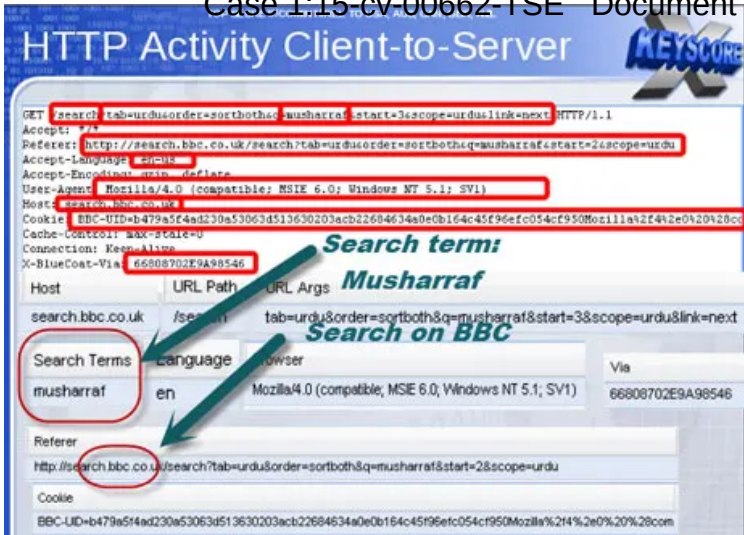 Case 1:15-cv-00662-TSE Document
HTTP Activity Client-to-Server
KEYSCORE
X
GET /search?tab=urdu&order=sortboth&q=musharraf&start=3&scope=urdu&link=next HTTP/1.1
Accept: */*
Referer: http://search.bbc.co.uk/search?tab=urdu&order=sortboth&q=musharraf&start=2&scope=urdu
Accept-Language: en-us
Accept-Encoding: gzip, deflate
User-Agent: Mozilla/4.0 (compatible; MSIE 6.0; Windows NT 5.1; SV1)
Host: search.bbc.co.uk
Cookie: BBC-UID=b479a5f4ad230a53063d513630203acb22684634a0e0b164c45f96efc054cf950Mozilla%2f4%2e0%20%28co
Cache-Control: max-stale=0
Connection: Keep-Alive
X-BlueCoat-Via: 66808702E9A98546
Search term:
Musharraf
Host URL Path URL Args
search.bbc.co.uk /search tab=urdu&order=sortboth&q=musharraf&start=3&scope=urdu&link=next
Search on BBC
Search Terms Language Browser Via
musharraf en Mozilla/4.0 (compatible; MSIE 6.0; Windows NT 5.1; SV1) 66808702E9A98546
Referer
http://search.bbc.co.uk/search?tab=urdu&order=sortboth&q=musharraf&start=2&scope=urdu
Cookie
BBC-UID=b479a5f4ad230a53063d513630203acb22684634a0e0b164c45f96efc054cf950Mozilla%2f4%2e0%20%28com